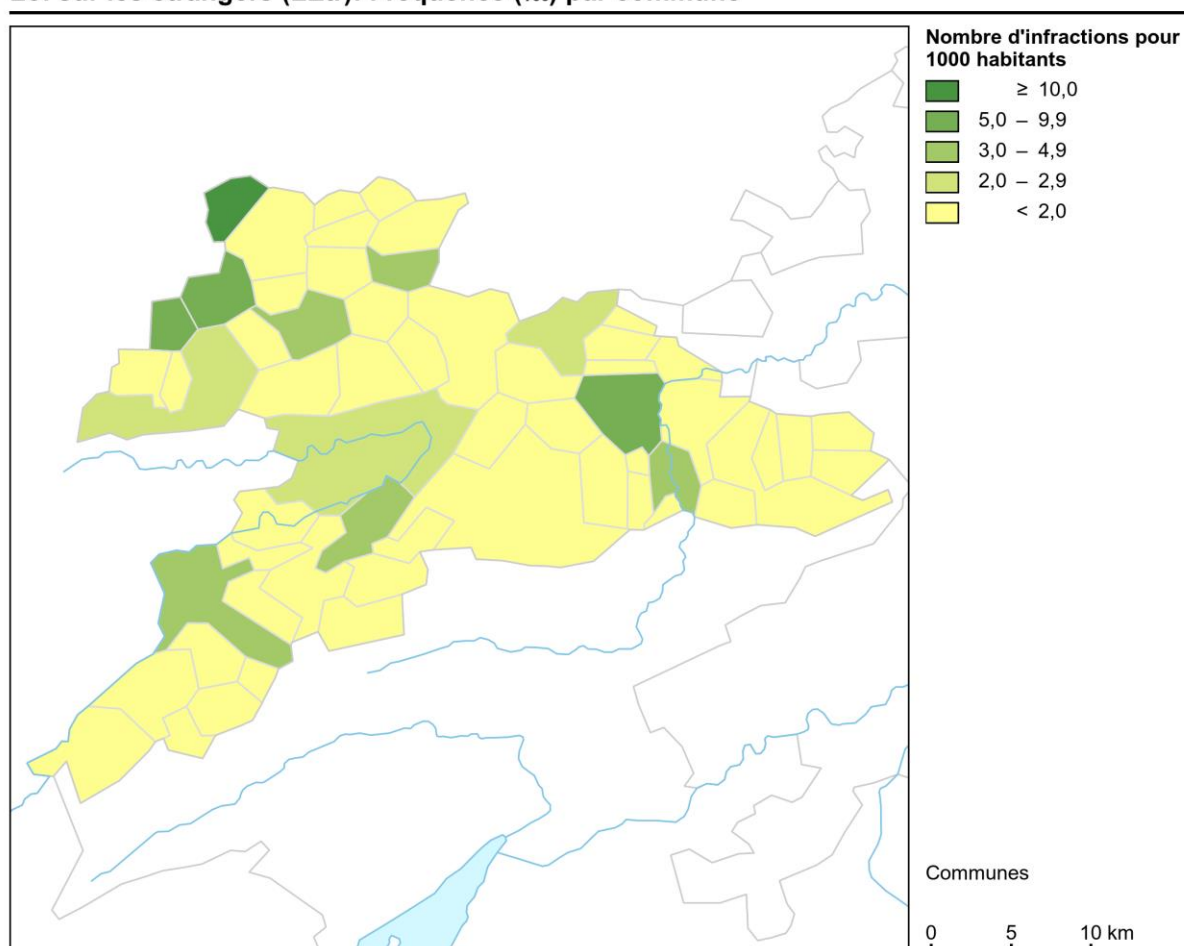 Nombre d'infractions pour
1000 habitants
≥ 10,0
5,0 – 9,9
3,0 – 4,9
2,0 – 2,9
< 2,0
Communes
0 5 10 km